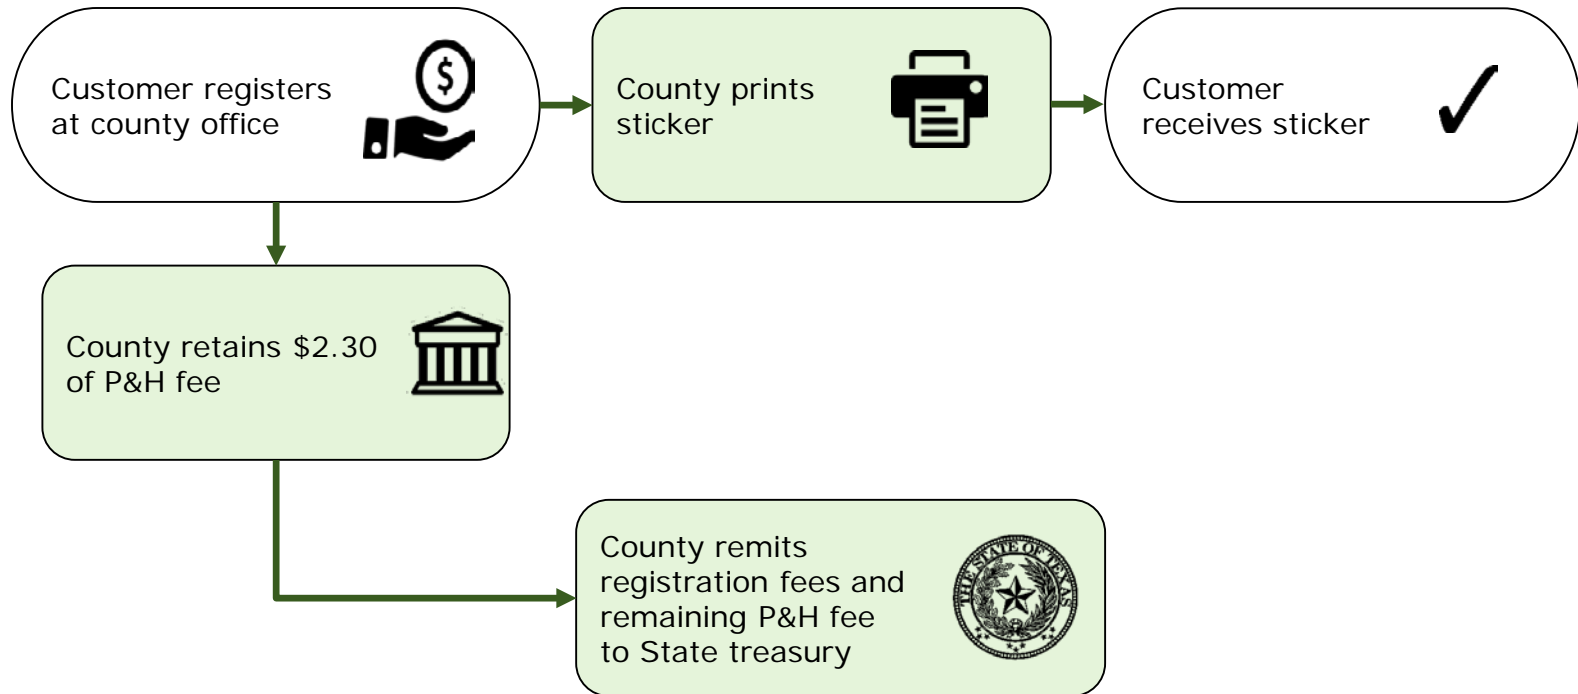 Customer registers
at county office
$
County prints
sticker
Customer
receives sticker
County retains $2.30
of P&H fee
County remits
registration fees and
remaining P&H fee
to State treasury
THE STATE OF TEXAS